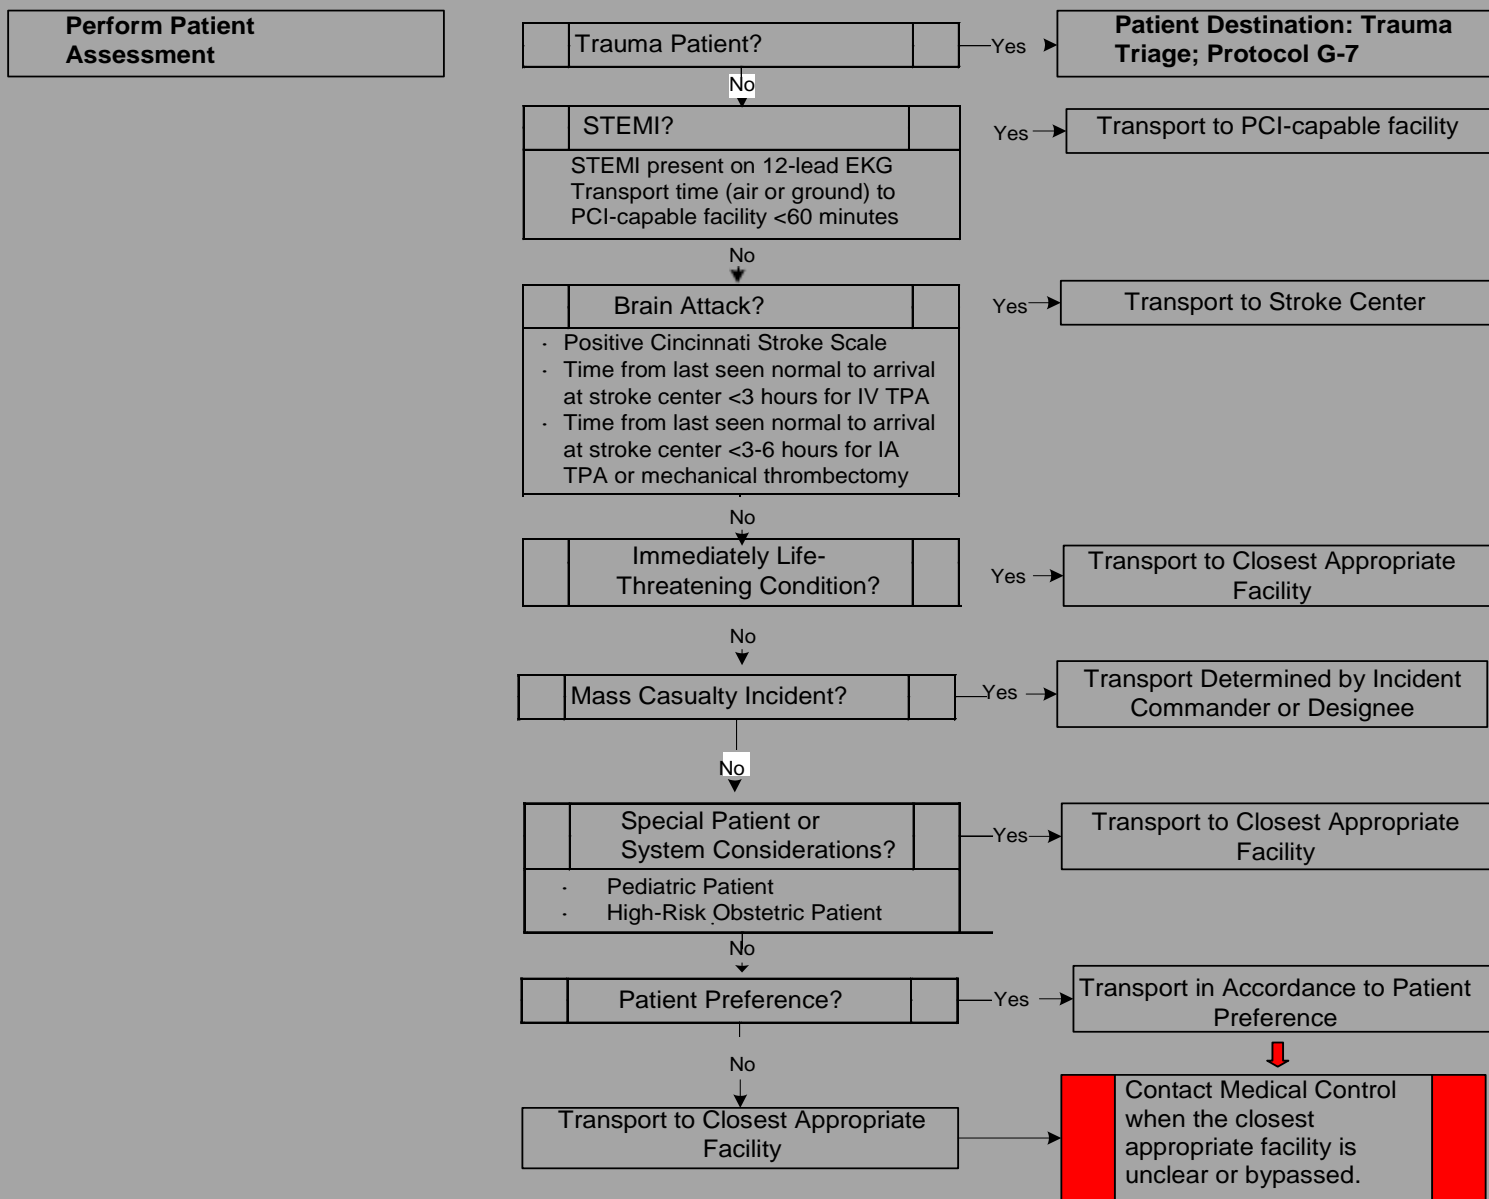 Perform Patient
Assessment
Trauma Patient?
Yes
Patient Destination: Trauma
Triage; Protocol G-7
No
STEMI?
Yes
Transport to PCI-capable facility
STEMI present on 12-lead EKG
Transport time (air or ground) to
PCI-capable facility <60 minutes
No
Brain Attack?
Yes
Transport to Stroke Center
· Positive Cincinnati Stroke Scale
· Time from last seen normal to arrival
at stroke center <3 hours for IV TPA
· Time from last seen normal to arrival
at stroke center <3-6 hours for IA
TPA or mechanical thrombectomy
No
Immediately Life-
Threatening Condition?
Yes
Transport to Closest Appropriate
Facility
No
Mass Casualty Incident?
Yes
Transport Determined by Incident
Commander or Designee
No
Special Patient or
System Considerations?
Yes
Transport to Closest Appropriate
Facility
· Pediatric Patient
· High-Risk Obstetric Patient
No
Patient Preference?
Yes
Transport in Accordance to Patient
Preference
No
Transport to Closest Appropriate
Facility
Contact Medical Control
when the closest
appropriate facility is
unclear or bypassed.